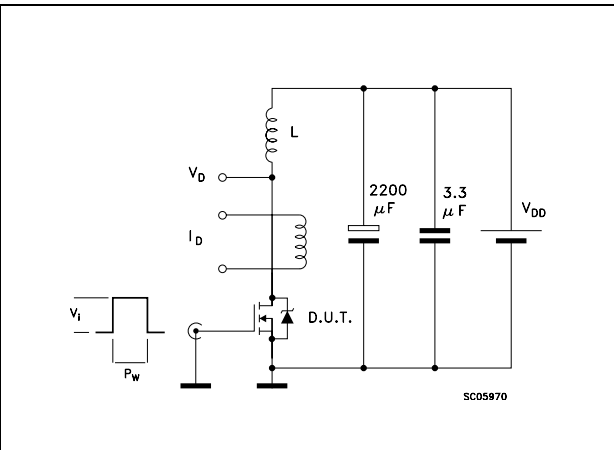 L
V_D
2200
μF
3.3
μF
V_DD
I_D
V_i
D.U.T.
P_W
SC05970